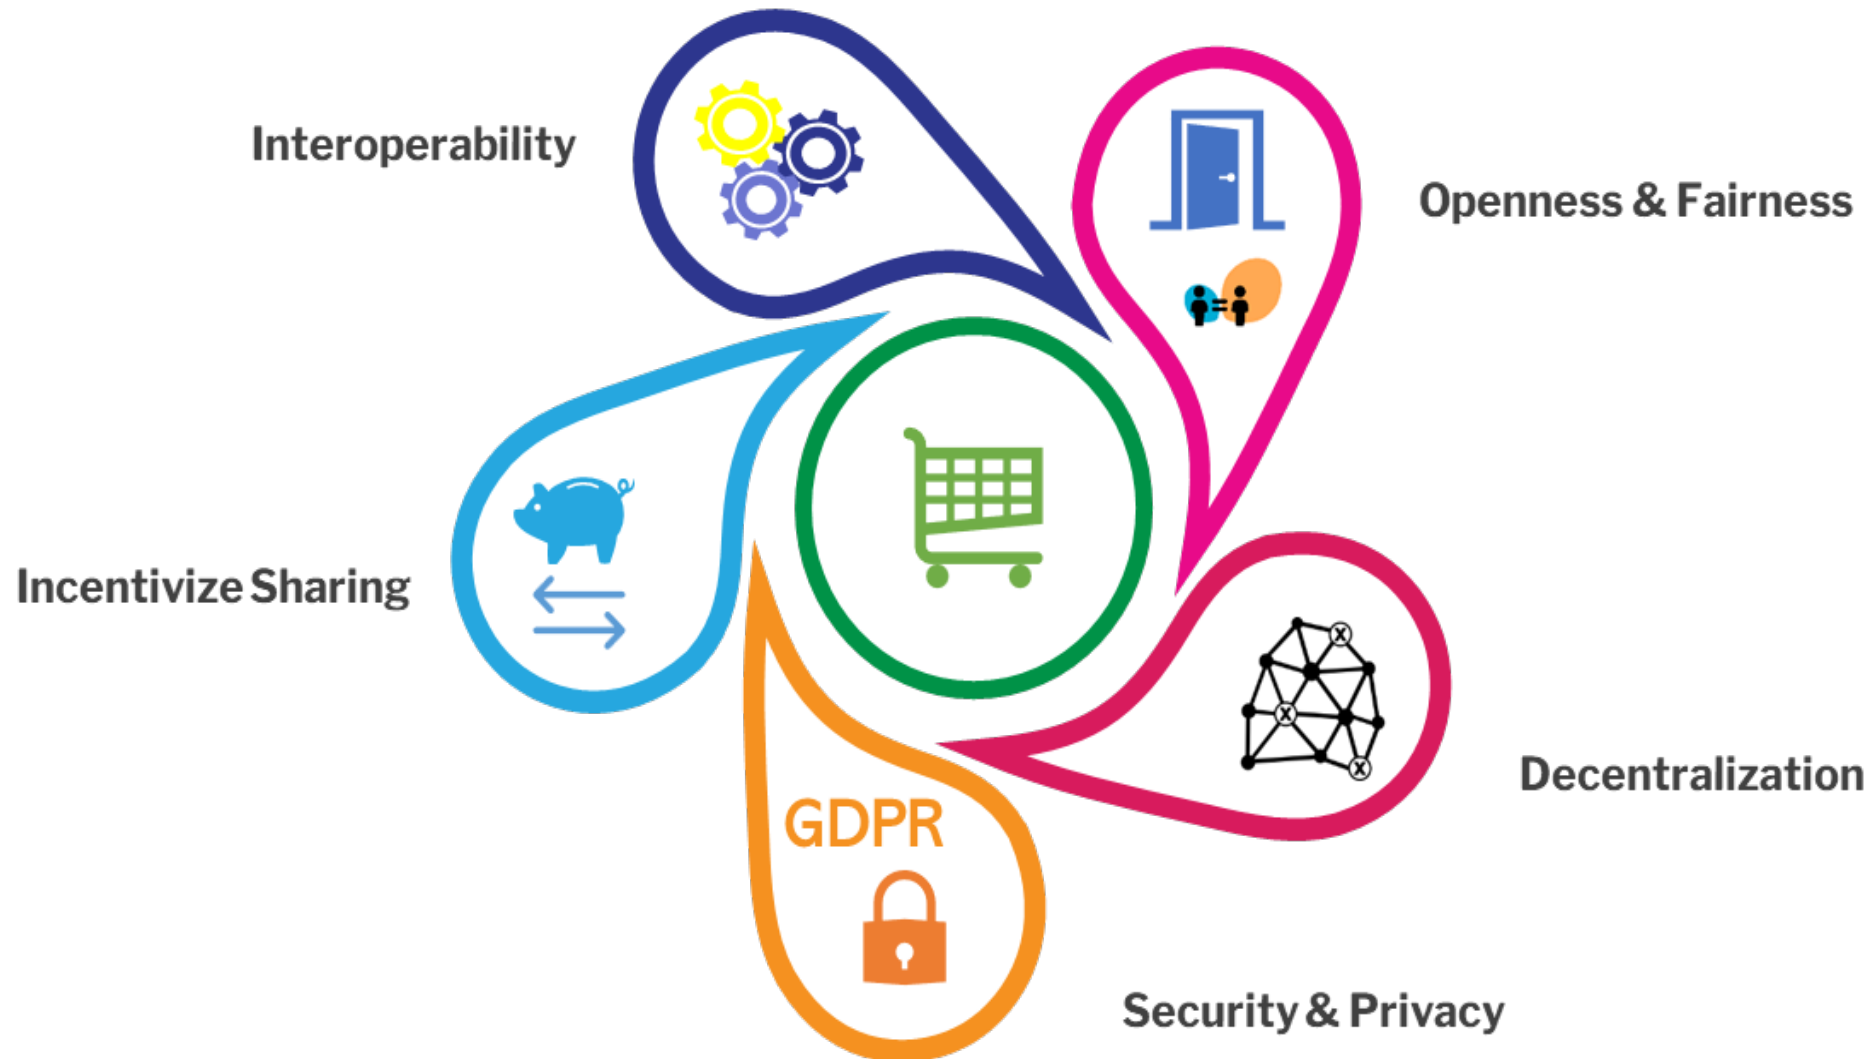 Interoperability
Openness & Fairness
Incentivize Sharing
X
X
X
Decentralization
GDPR
Security & Privacy